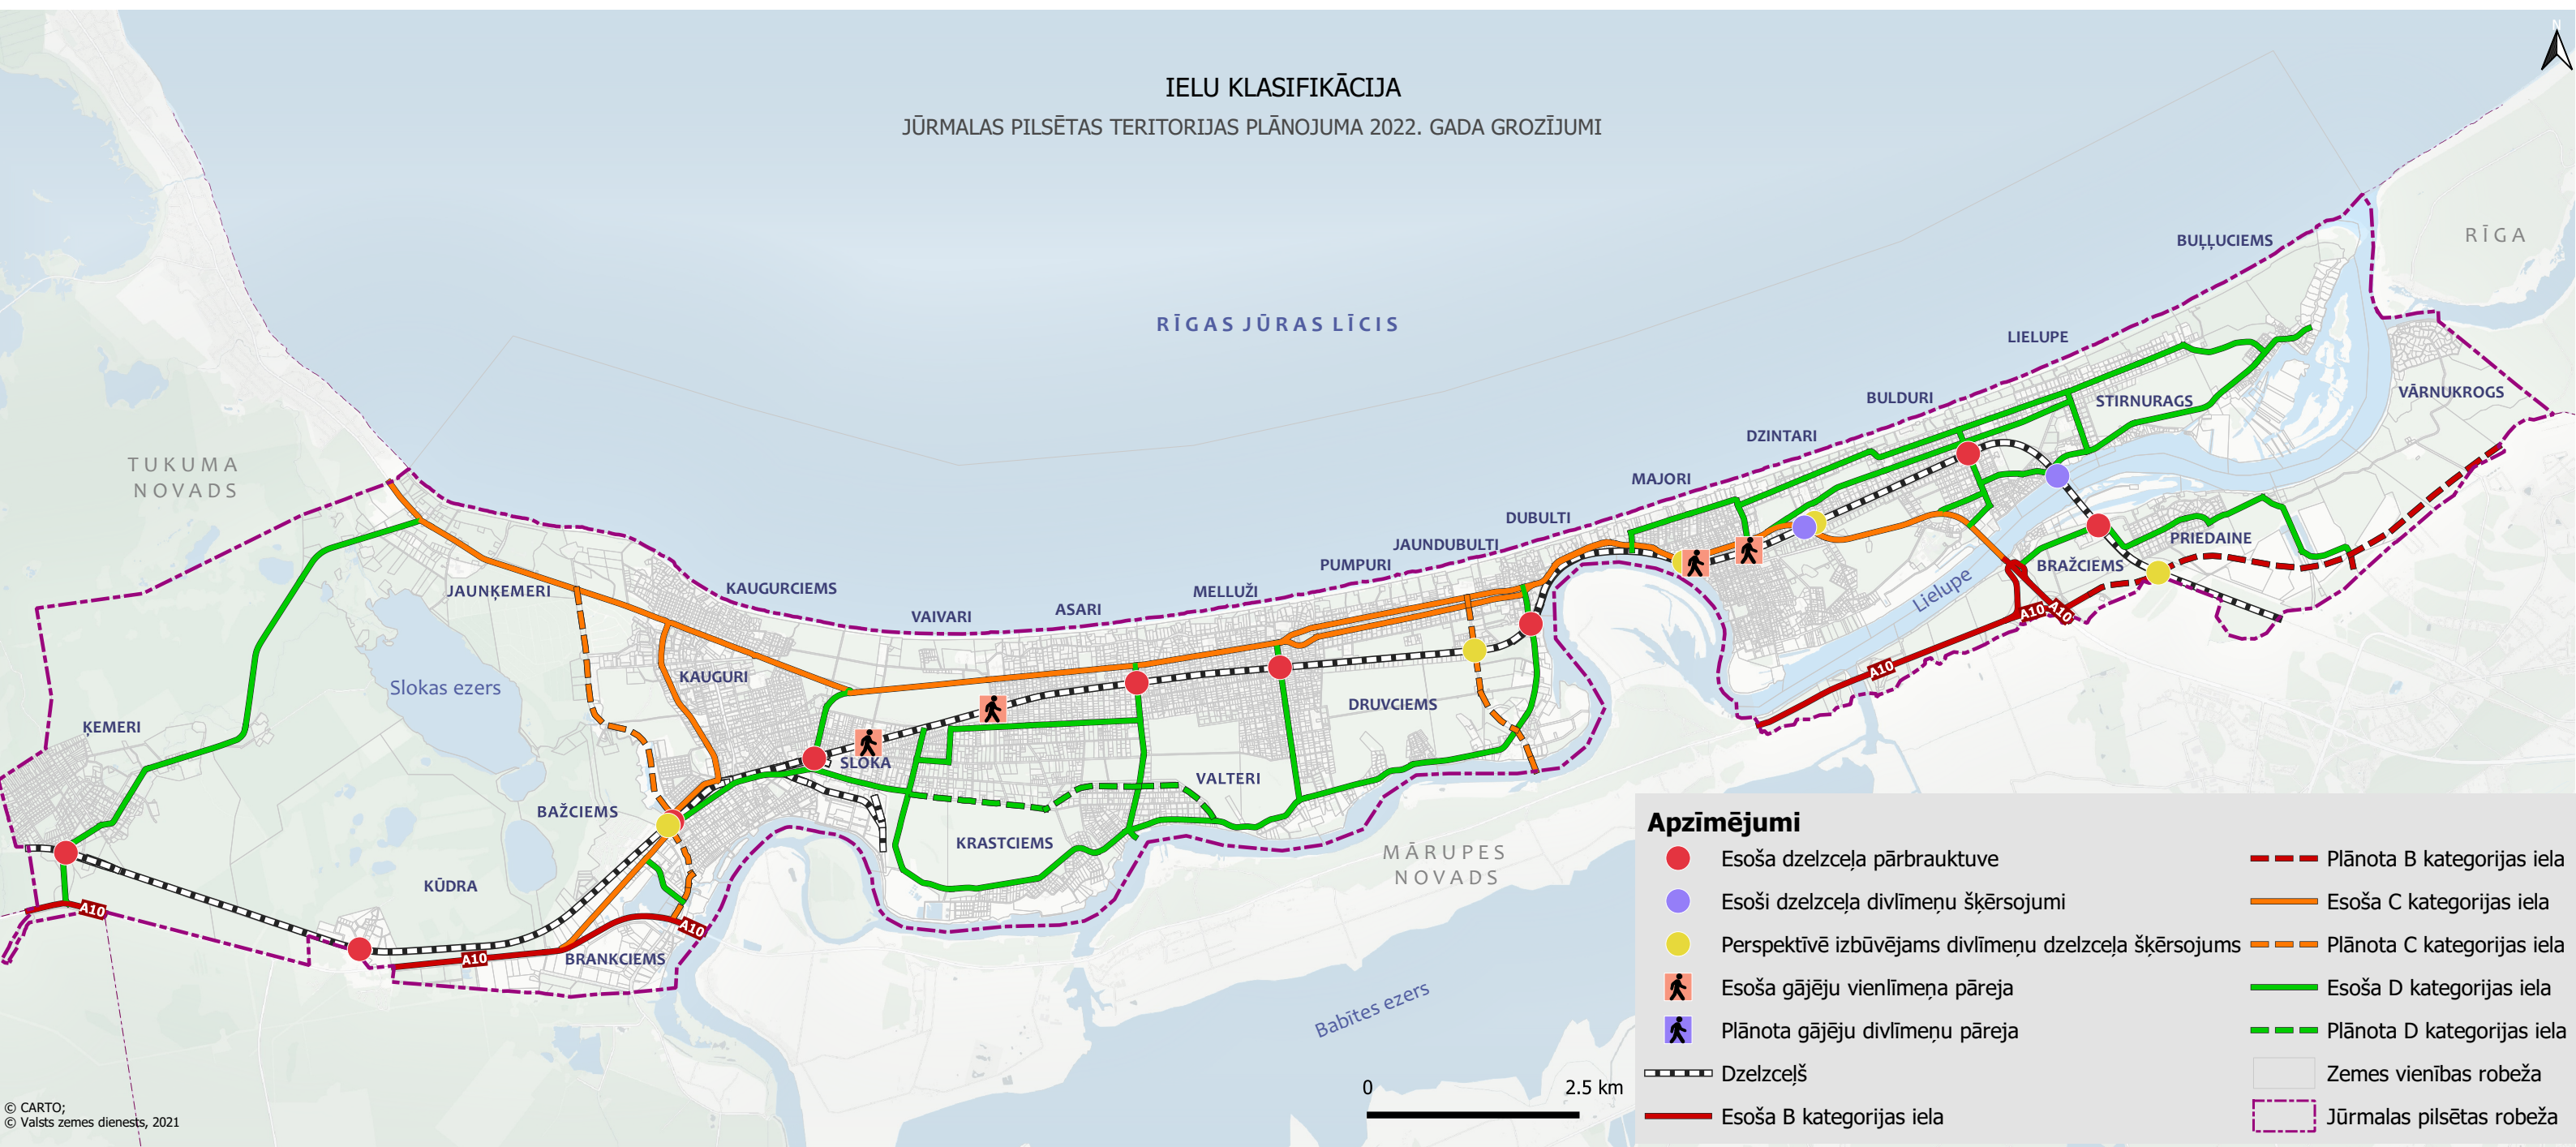 N
IELU KLASIFIKĀCIJA
JŪRMALAS PILSĒTAS TERITORIJAS PLĀNOJUMA 2022. GADA GROZĪJUMI
BUĻĻUCIEMS
RĪGA
RĪGAS JŪRAS LĪCIS
LIELUPE
VĀRNUKROGS
STIRNURAGS
BULDURI
DZINTARI
TUKUMA
NOVADS
MAJORI
DUBULTI
JAUNDUBULTI
PRIEDAINE
PUMPURI
BRAŽCIEMS
Lielupe
JAUNĶEMERI
KAUGURCIEMS
MELLUŽI
ASARI
VAIVARI
A10
A10
A10
KAUGURI
Slokas ezers
DRUVCIEMS
ĶEMERI
SLOKA
VALTERI
BAŽCIEMS
KRASTCIEMS
MĀRUPES
NOVADS
KŪDRA
A10
A10
A10
BRANKCIEMS
Babītes ezers
0 2.5 km
© CARTO;
© Valsts zemes dienests, 2021
Apzīmējumi
Esoša dzelzceļa pārbrauktuve
Esoši dzelzceļa divlīmeņu šķērsojumi
Perspektīvē izbūvējams divlīmeņu dzelzceļa šķērsojums
Esoša gājēju vienlīmeņa pāreja
Plānota gājēju divlīmeņu pāreja
Dzelzceļš
Esoša B kategorijas iela
Plānota B kategorijas iela
Esoša C kategorijas iela
Plānota C kategorijas iela
Esoša D kategorijas iela
Plānota D kategorijas iela
Zemes vienības robeža
Jūrmalas pilsētas robeža